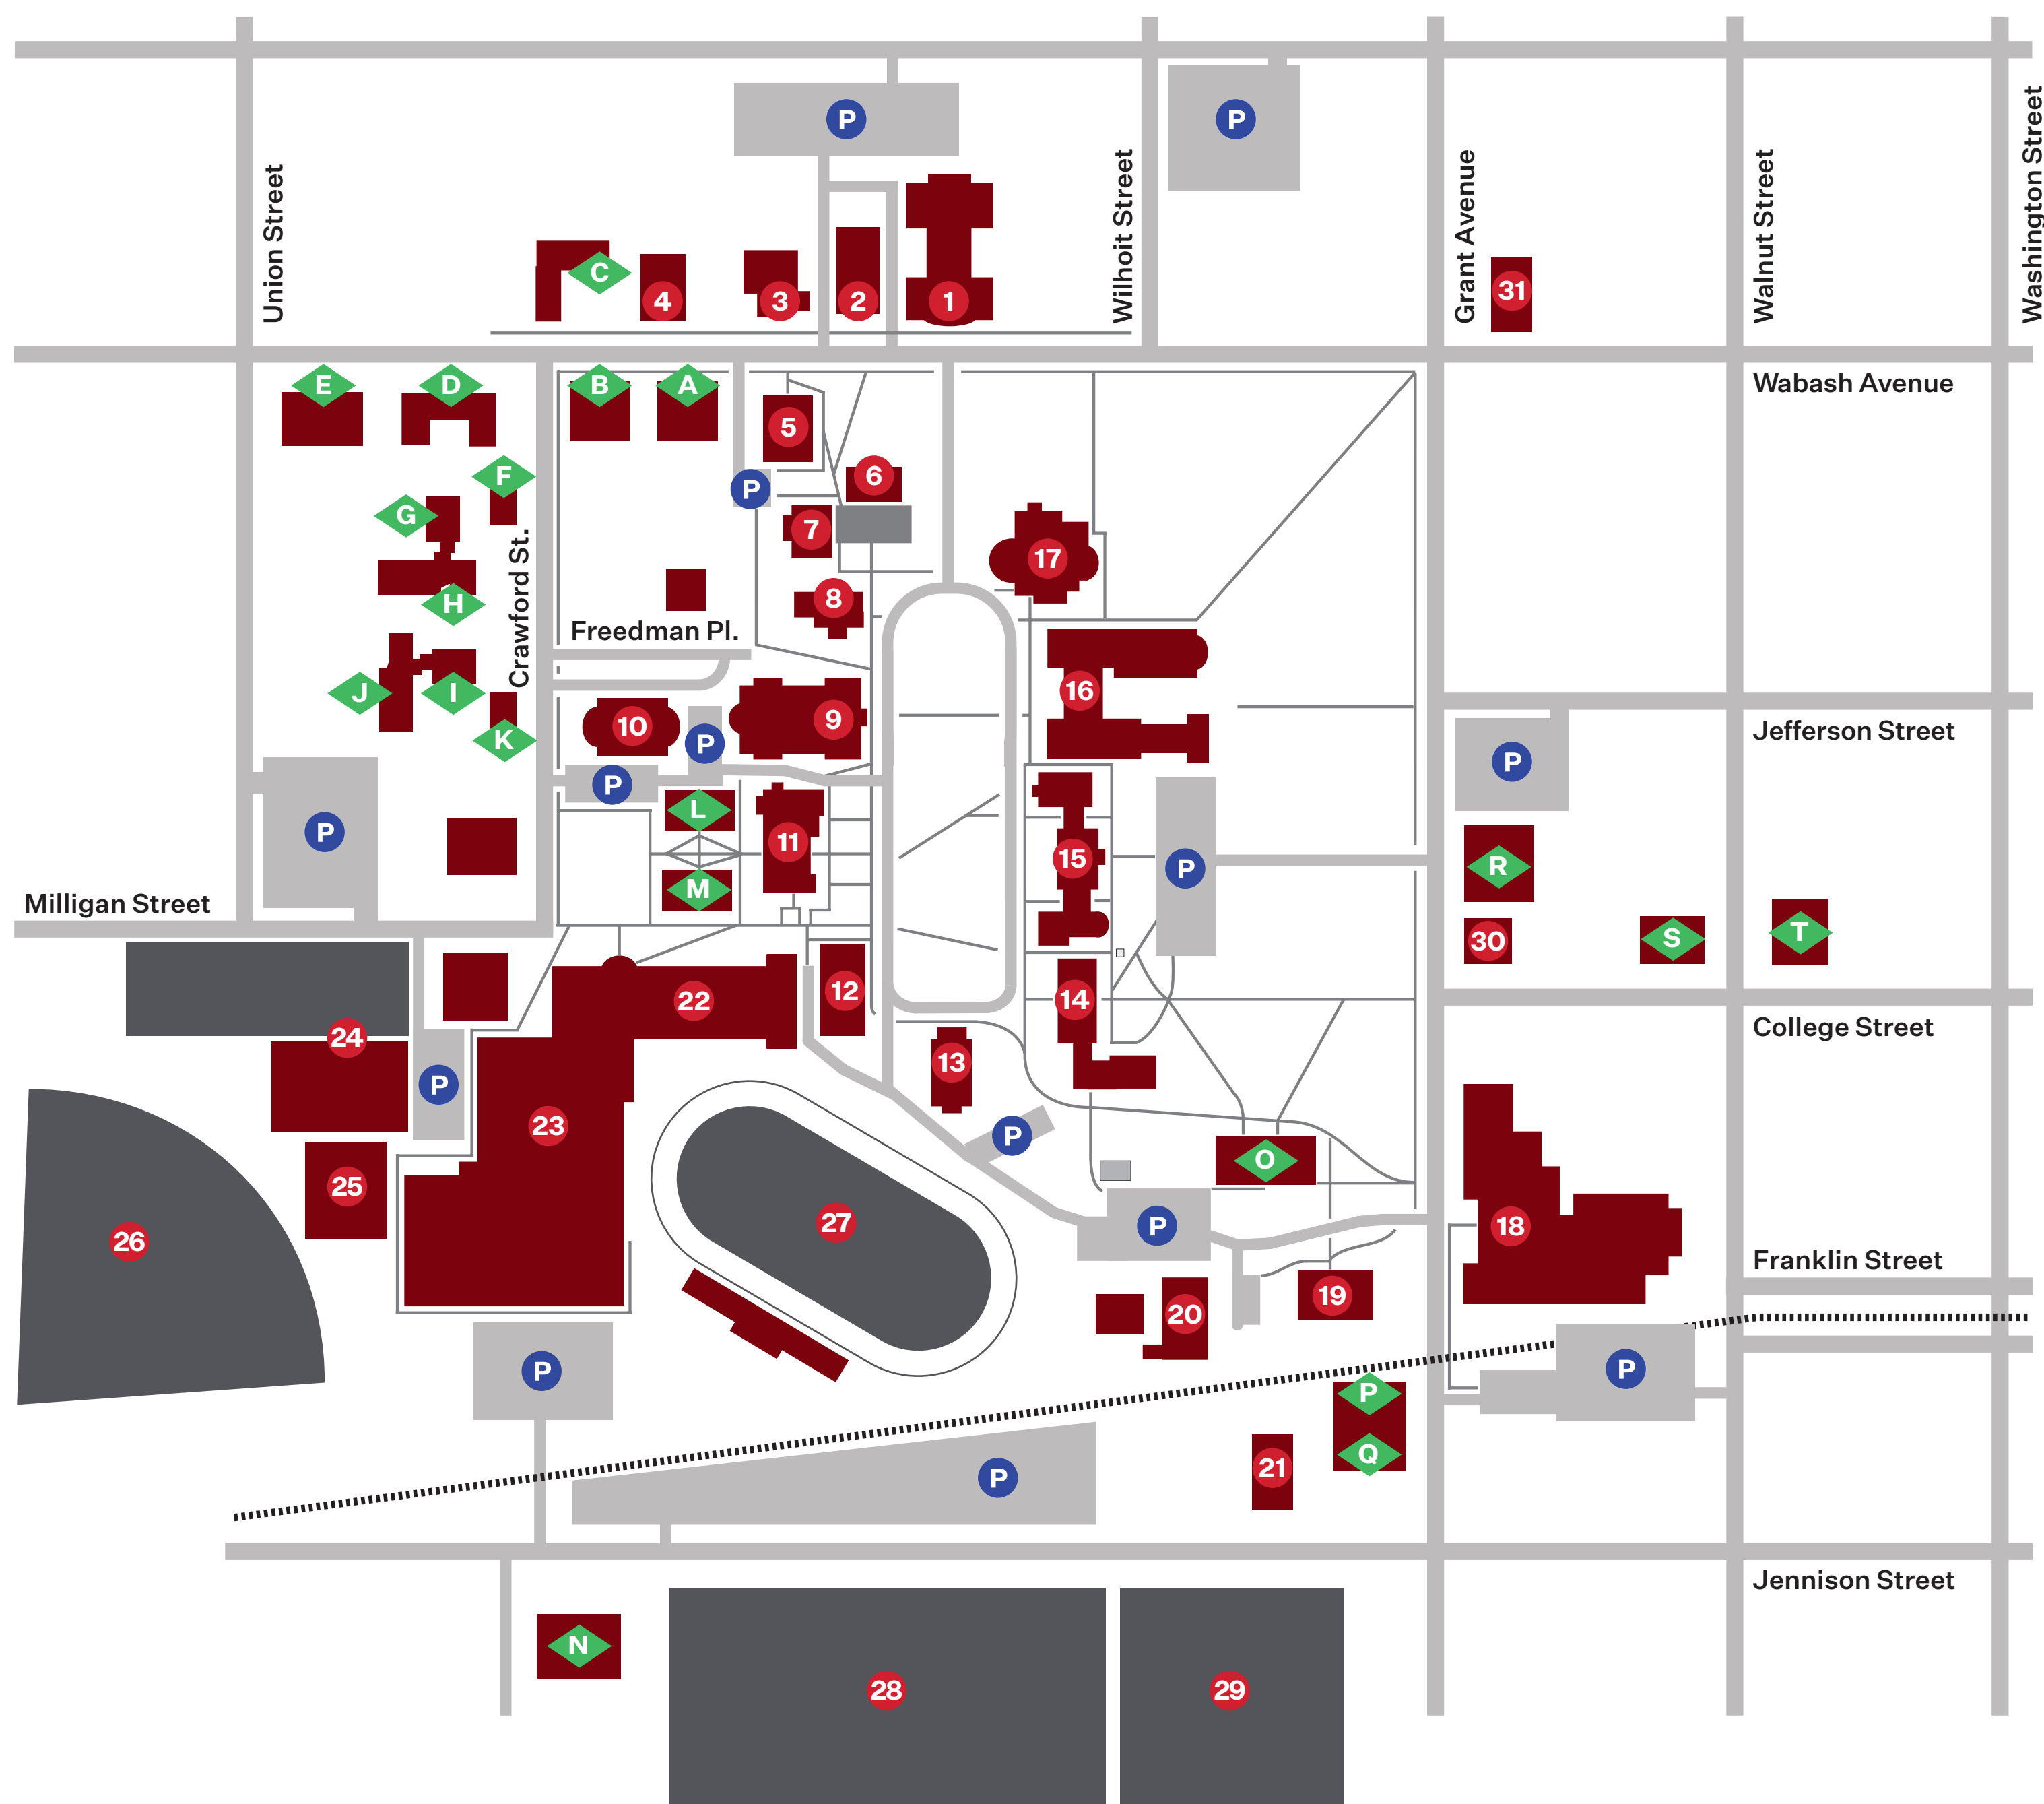 P
P
Union Street
Wilhoit Street
Grant Avenue
Walnut Street
Washington Street
C
4
3
2
1
31
E
D
B
A
Wabash Avenue
5
F
6
P
G
7
17
H
8
Crawford St.
Freedman Pl.
J
I
16
K
10
P
9
Jefferson Street
P
P
L
11
P
15
P
R
M
Milligan Street
30
S
T
22
12
14
College Street
24
P
13
23
P
O
25
26
27
P
18
Franklin Street
19
20
P
P
P
Q
P
21
Jennison Street
N
28
29